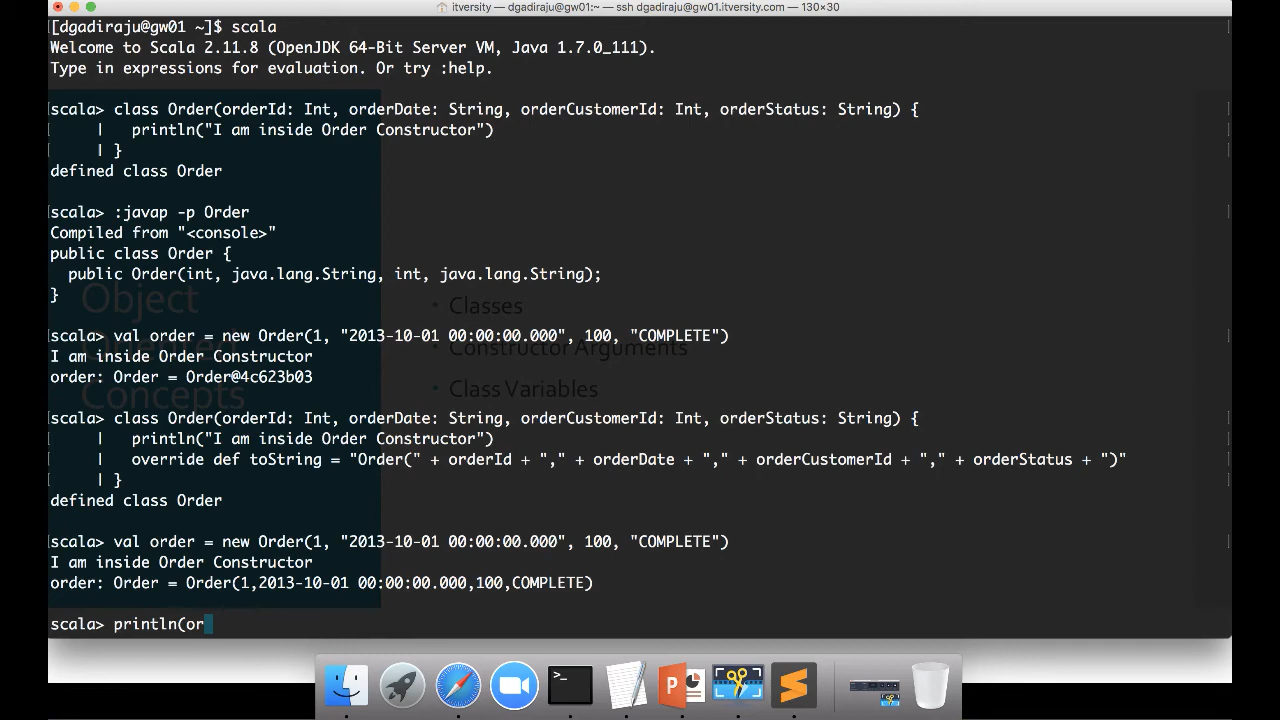 itversity — dgadiraju@gw01:~ — ssh dgadiraju@gw01.itversity.com — 130×30
[dgadiraju@gw01 ~]$ scala
Welcome to Scala 2.11.8 (OpenJDK 64-Bit Server VM, Java 1.7.0_111).
Type in expressions for evaluation. Or try :help.
scala> class Order(orderId: Int, orderDate: String, orderCustomerId: Int, orderStatus: String) {
| println("I am inside Order Constructor")
| }
defined class Order
scala> :javap -p Order
Compiled from "<console>"
public class Order {
public Order(int, java.lang.String, int, java.lang.String);
}
scala> val order = new Order(1, "2013-10-01 00:00:00.000", 100, "COMPLETE")
I am inside Order Constructor
order: Order = Order@4c623b03
scala> class Order(orderId: Int, orderDate: String, orderCustomerId: Int, orderStatus: String) {
| println("I am inside Order Constructor")
| override def toString = "Order(" + orderId + "," + orderDate + "," + orderCustomerId + "," + orderStatus + ")"
| }
defined class Order
scala> val order = new Order(1, "2013-10-01 00:00:00.000", 100, "COMPLETE")
I am inside Order Constructor
order: Order = Order(1,2013-10-01 00:00:00.000,100,COMPLETE)
scala> println(or
Object
Oriented
Concepts
• Classes
• Constructor Arguments
• Class Variables